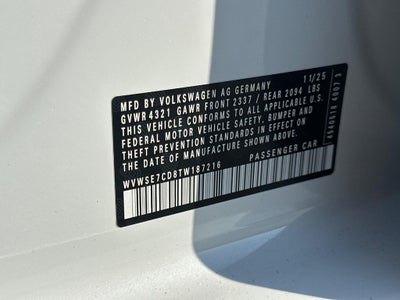 MFD BY VOLKSWAGEN AG GERMANY 11/25
GVWR 4321 GAWR FRONT 2337 / REAR 2094 LBS
THIS CONFORMS TO ALL APPLICABLE U.S.
FEDERAL MOTOR VEHICLE SAFETY, BUMPER AND
THEFT PREVENTION STANDARDS IN EFFECT ON
THE DATE OF MANUFACTURE SHOWN ABOVE.
WVWSE7CD8TW187216 PASSENGER CAR